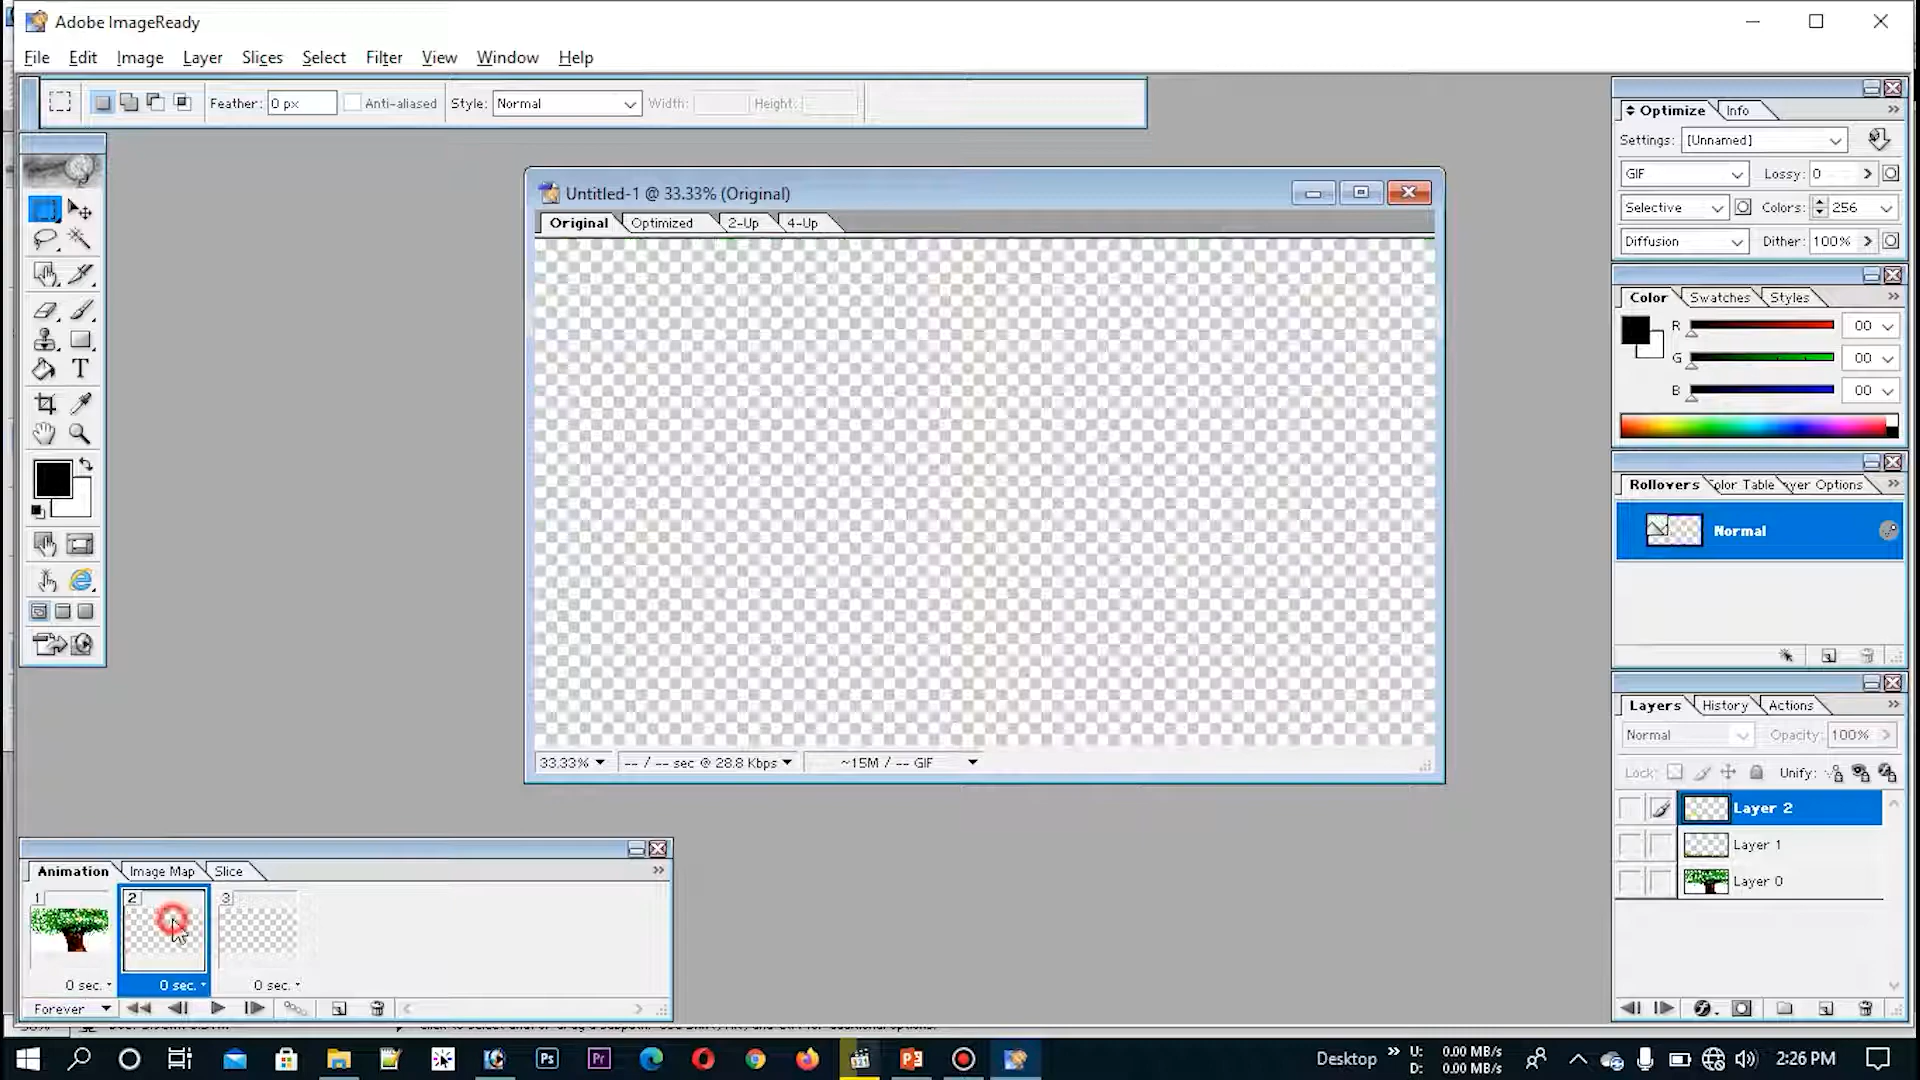 Adobe ImageReady
File Edit Image Layer Slices Select Filter View Window Help
Feather: 0 px Anti-aliased Style: Normal Width: Height:
Optimize Info
Settings: [Unnamed]
GIF Lossy: 0
Selective Colors: 256
Diffusion Dither: 100%
Untitled-1 @ 33.33% (Original)
Original Optimized 2-Up 4-Up
Color Swatches Styles
R 00
G 00
B 00
T
Rollovers olor Table ayer Options
Normal
Layers History Actions
Normal Opacity: 100%
Lock: Unify:
Layer 2
Layer 1
Layer 0
33.33% -- / -- sec @ 28.8 Kbps ~15M / -- GIF
Animation Image Map Slice
1 2 3
0 sec. 0 sec. 0 sec.
Forever
Ps Pr
Desktop U: 0.00 MB/s
D: 0.00 MB/s
2:26 PM